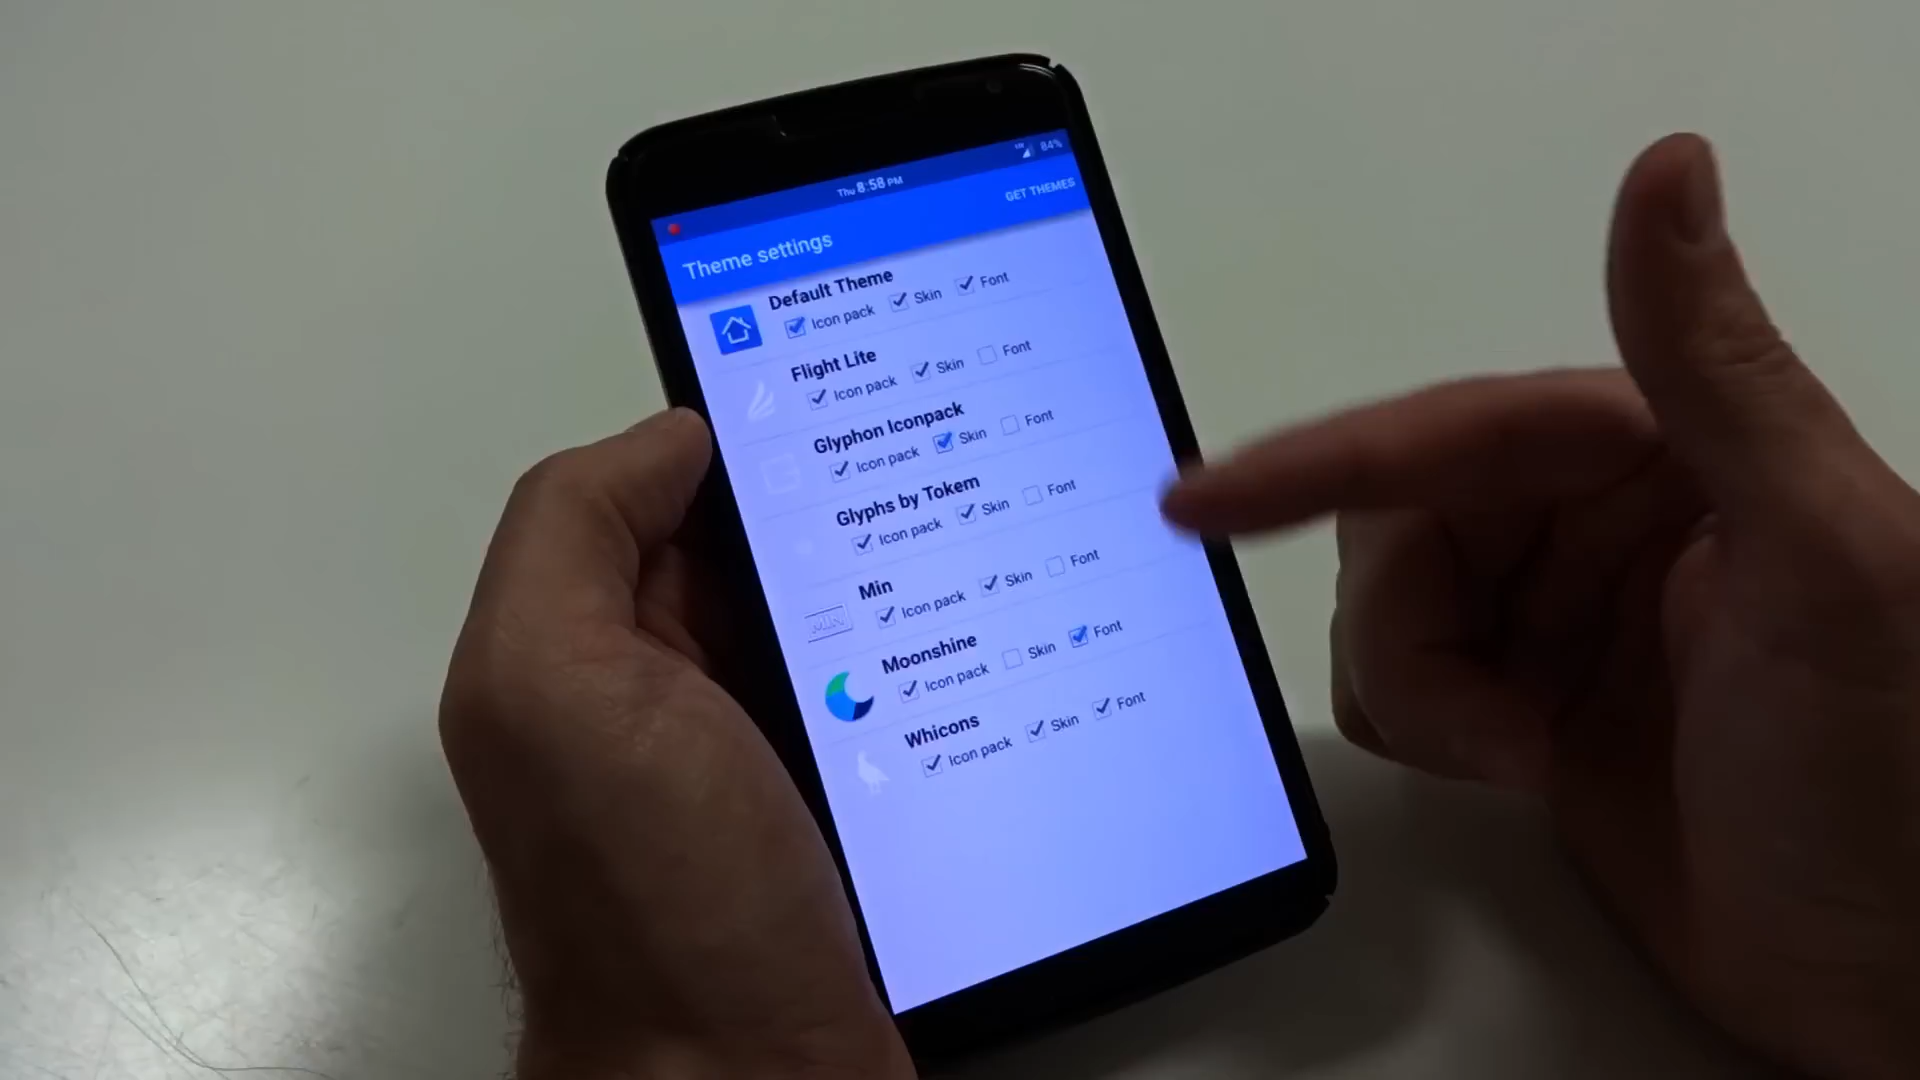 84%
Thu 8:58 PM
GET THEMES
Theme settings
Default Theme
Icon pack Skin Font
Flight Lite
Icon pack Skin Font
Glyphon Iconpack
Icon pack Skin Font
Glyphs by Tokem
Icon pack Skin Font
Min
MIN
Icon pack Skin Font
Moonshine
Icon pack Skin Font
Whicons
Icon pack Skin Font